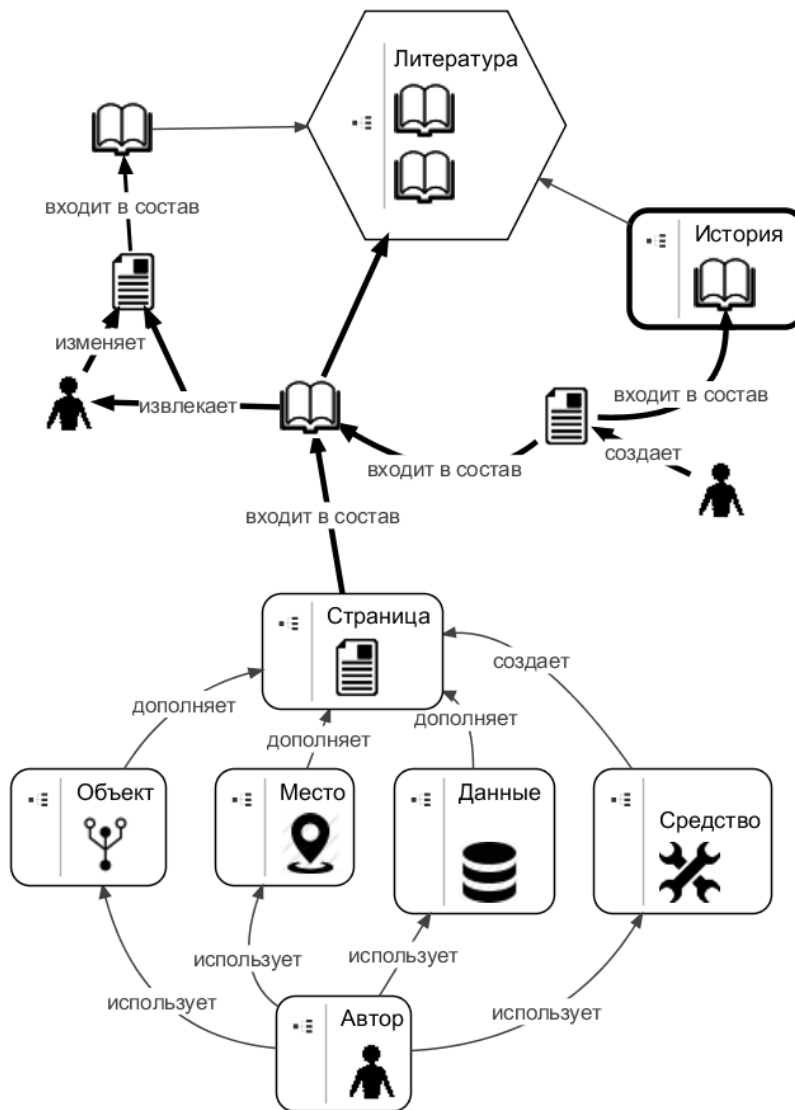 Литература
входит в состав
История
изменяет
извлекает
входит в состав
входит в состав
создает
входит в состав
Страница
создает
дополняет
дополняет
дополняет
Объект
Место
Данные
Средство
использует
использует
использует
использует
Автор